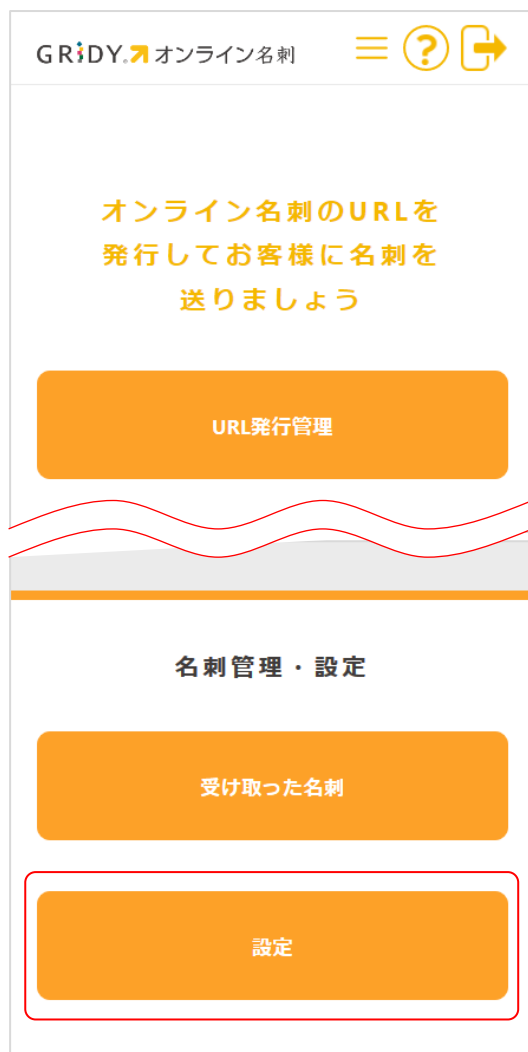 GRiDY. オンライン名刺 ?
オンライン名刺のURLを
発行してお客様に名刺を
送りましょう
URL発行管理
名刺管理・設定
受け取った名刺
設定